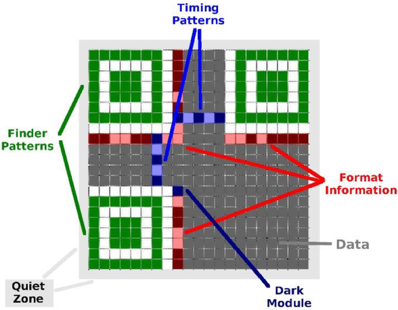 Timing
Patterns
Finder
Patterns
Format
Information
Data
Quiet
Zone
Dark
Module